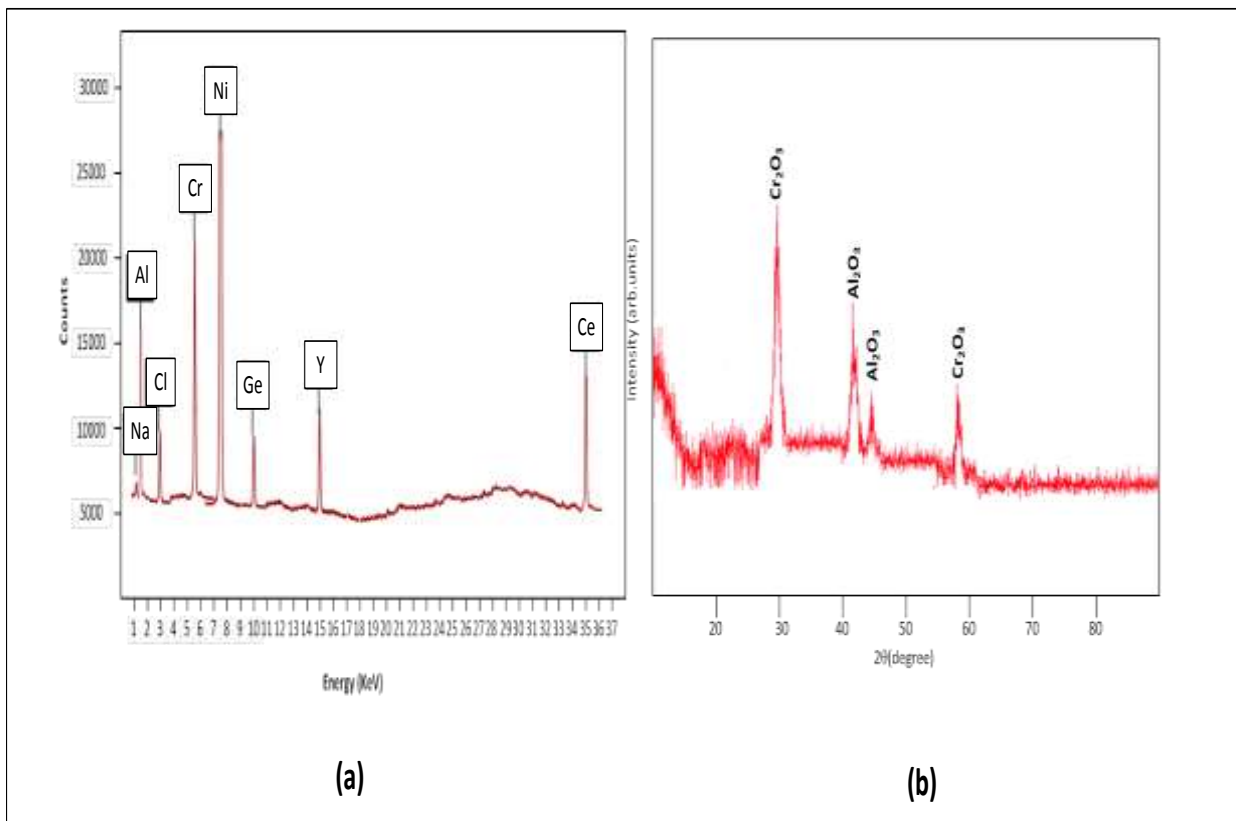 30000
25000
20000
15000
10000
5000
Counts
Ni
Cr
Al
Cl
Na
Ge
Y
Ce
1 2 3 4 5 6 7 8 9 10 11 12 13 14 15 16 17 18 19 20 21 22 23 24 25 26 27 28 29 30 31 32 33 34 35 36 37
Energy (KeV)
(a)
Intensity (arb.units)
Cr₂O₃
Al₂O₃
Al₂O₃
Cr₂O₃
20 30 40 50 60 70 80
2θ(degree)
(b)